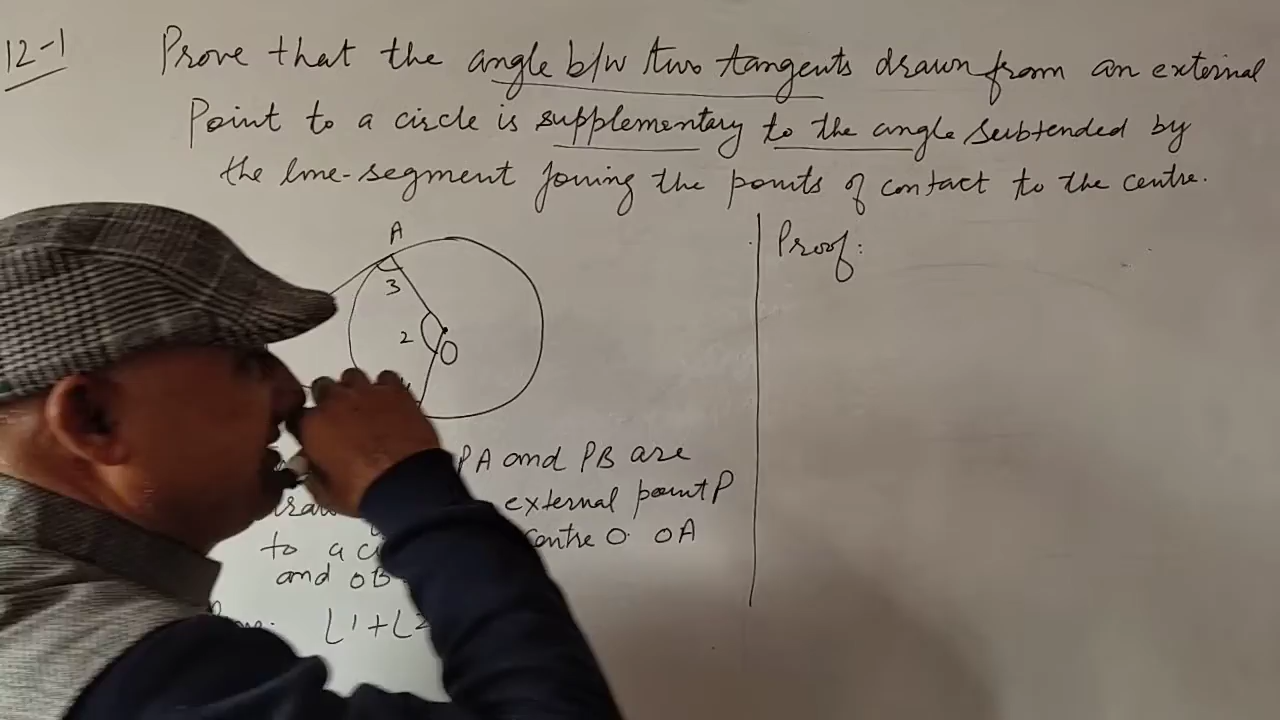 12-1
Prove that the angle b/w two tangents drawn from an external
Point to a circle is supplementary to the angle subtended by
the line-segment joining the points of contact to the centre.
A
3
2
O
Proof:
PA and PB are
external point P
to a centre O. OA
and OB
∠1+∠2